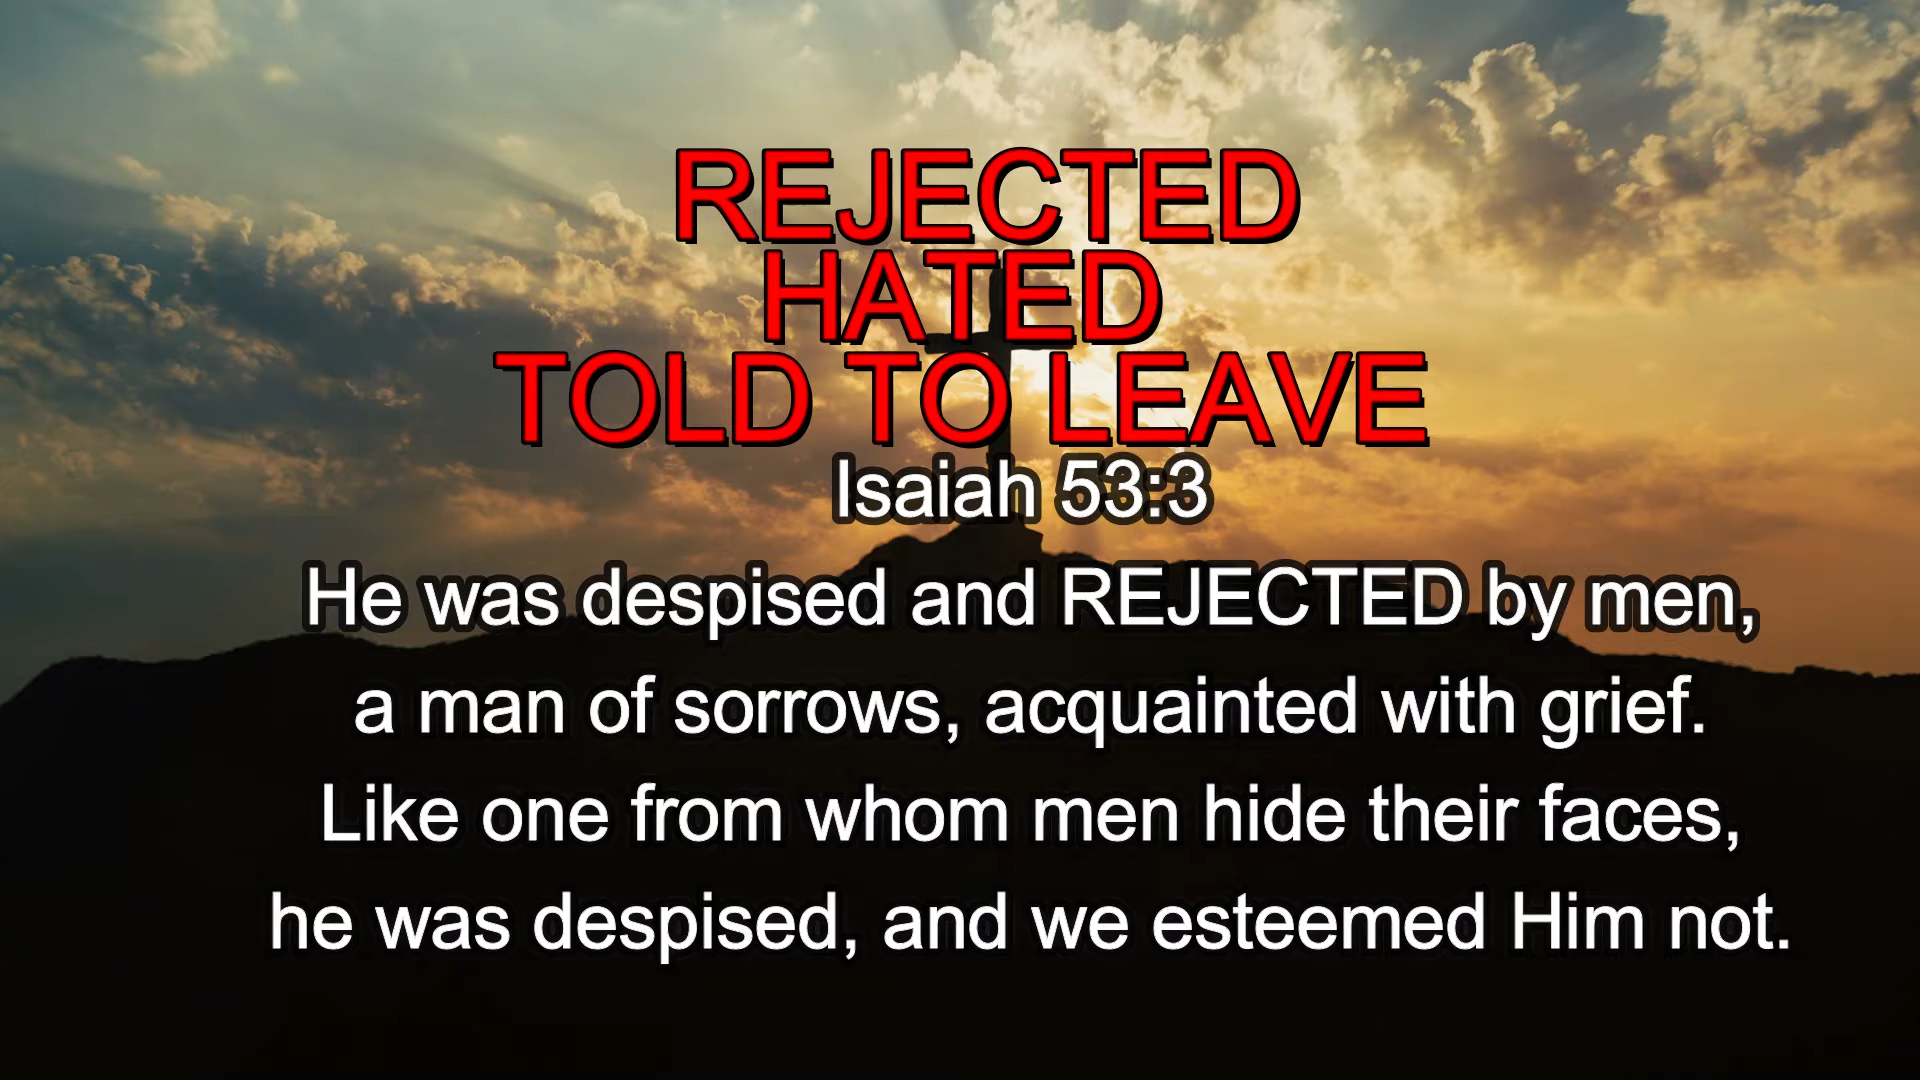 REJECTED
HATED
TOLD TO LEAVE
Isaiah 53:3
He was despised and REJECTED by men,
a man of sorrows, acquainted with grief.
Like one from whom men hide their faces,
he was despised, and we esteemed Him not.